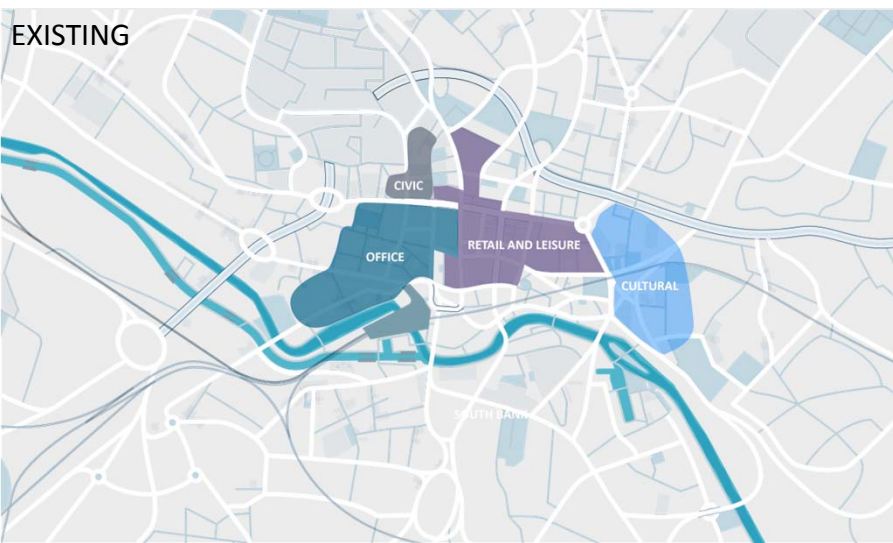 EXISTING
CIVIC
RETAIL AND LEISURE
OFFICE
CULTURAL
SOUTH BANK